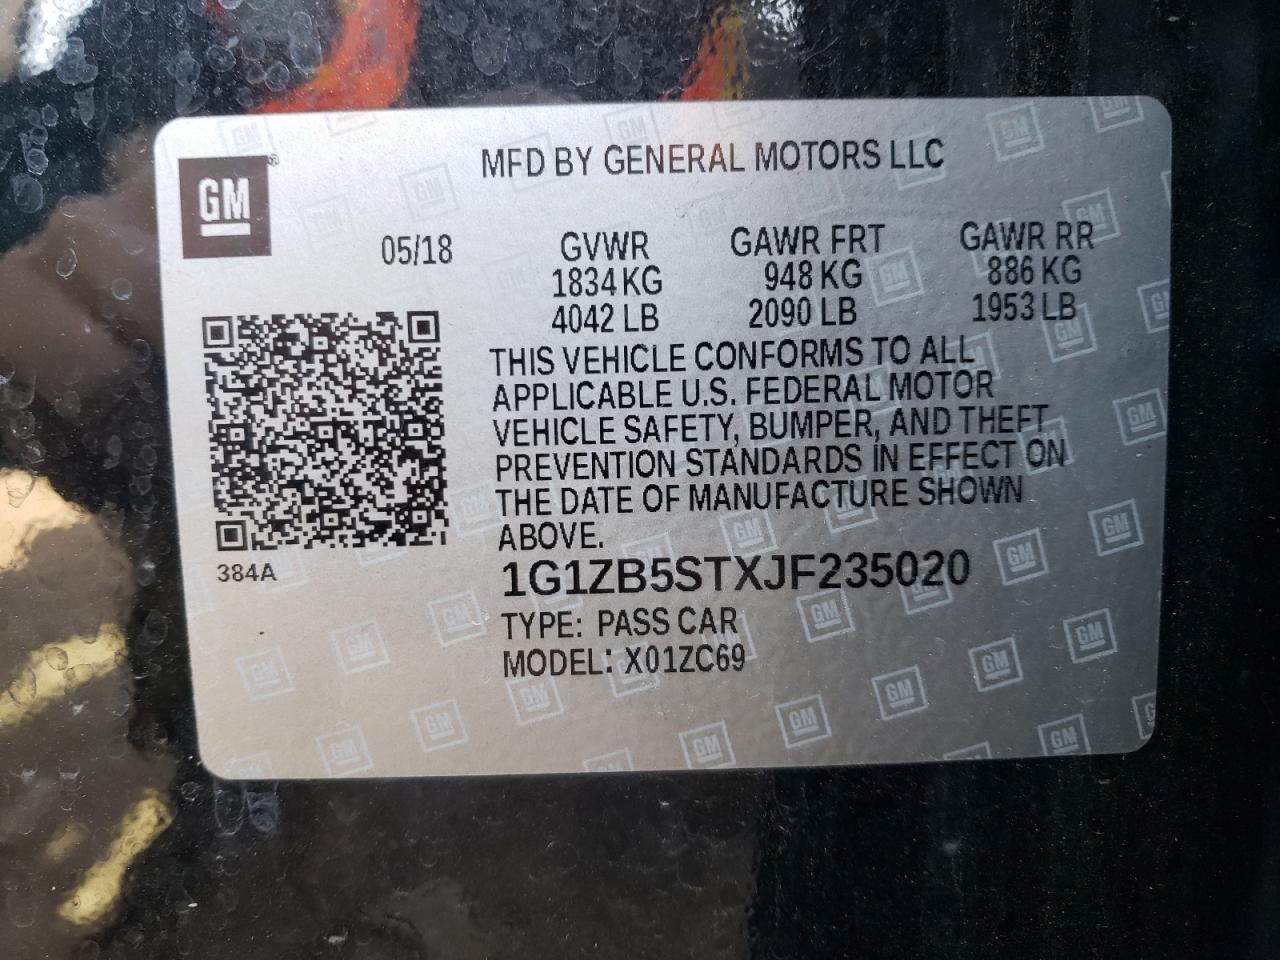 MFD BY GENERAL MOTORS LLC
GM®
05/18
GVWR GAWR FRT GAWR RR
1834 KG 948 KG 886 KG
4042 LB 2090 LB 1953 LB
THIS VEHICLE CONFORMS TO ALL
APPLICABLE U.S. FEDERAL MOTOR
VEHICLE SAFETY, BUMPER, AND THEFT
PREVENTION STANDARDS IN EFFECT ON
THE DATE OF MANUFACTURE SHOWN
ABOVE.
384A
1G1ZB5STXJF235020
TYPE: PASS CAR
MODEL: X01ZC69